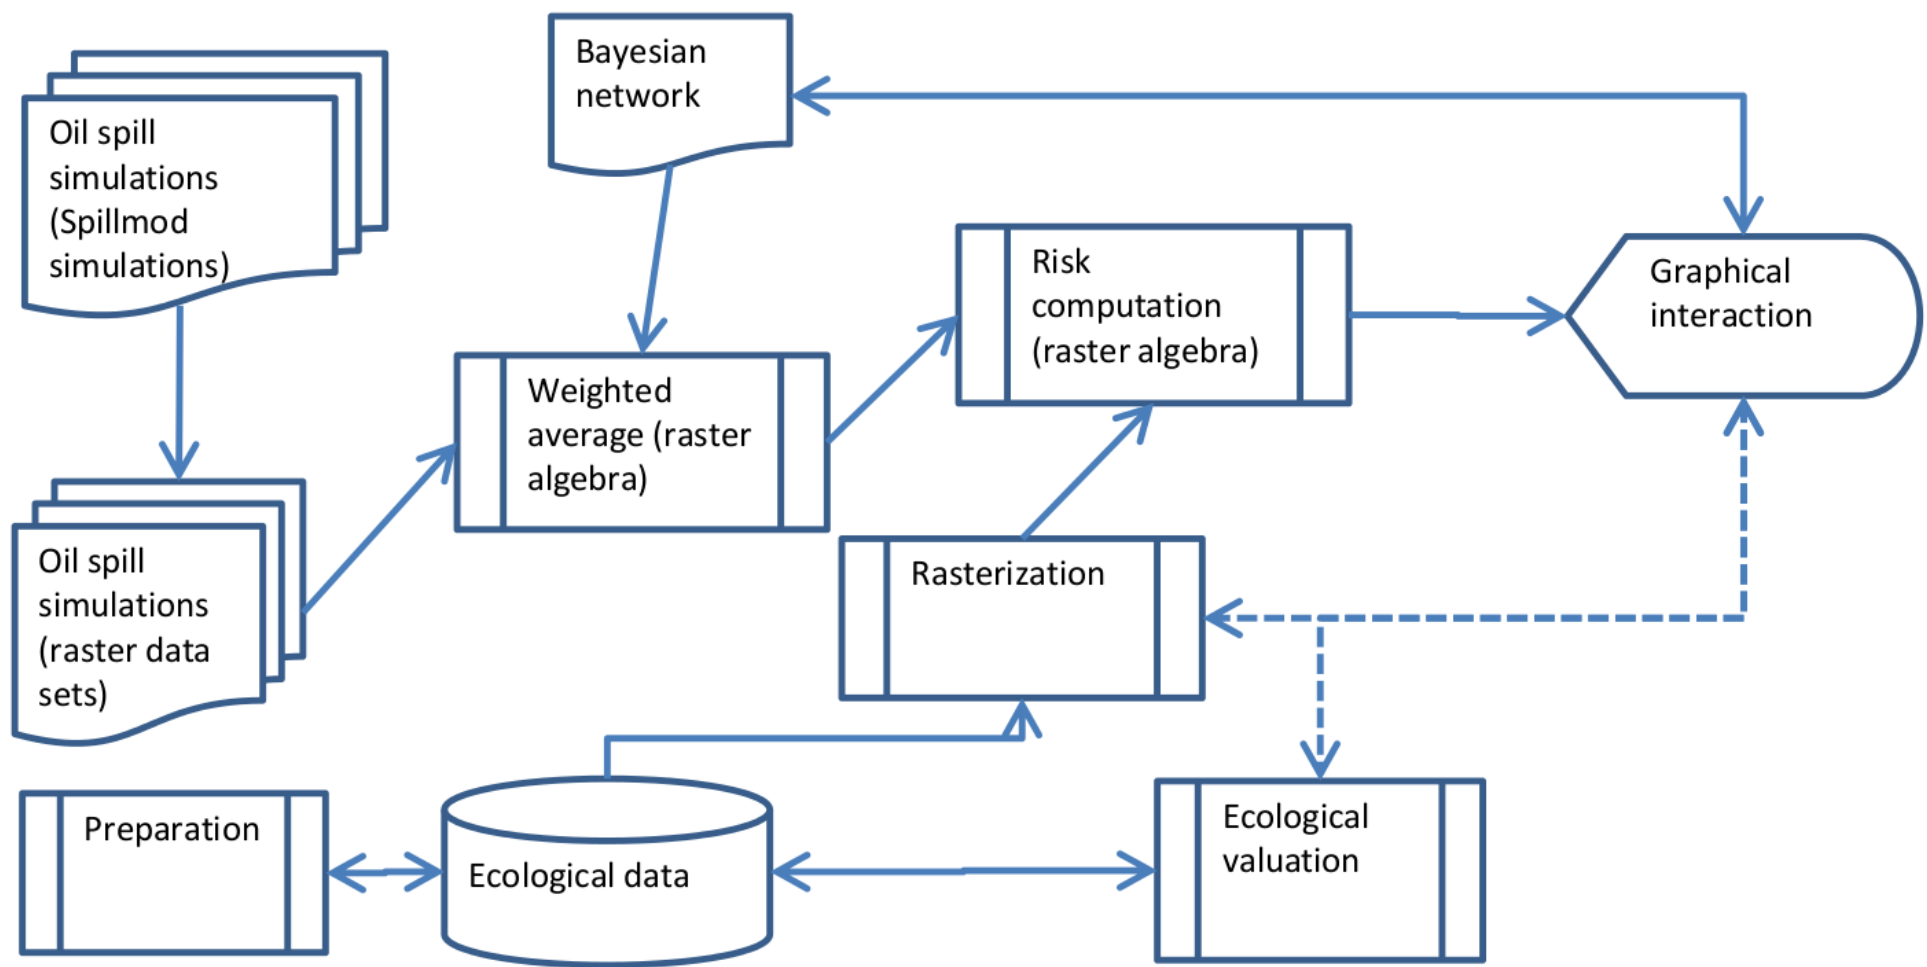 Bayesian
network
Oil spill
simulations
(Spillmod
simulations)
Risk
computation
(raster algebra)
Graphical
interaction
Weighted
average (raster
algebra)
Oil spill
simulations
(raster data
sets)
Rasterization
Preparation
Ecological data
Ecological
valuation